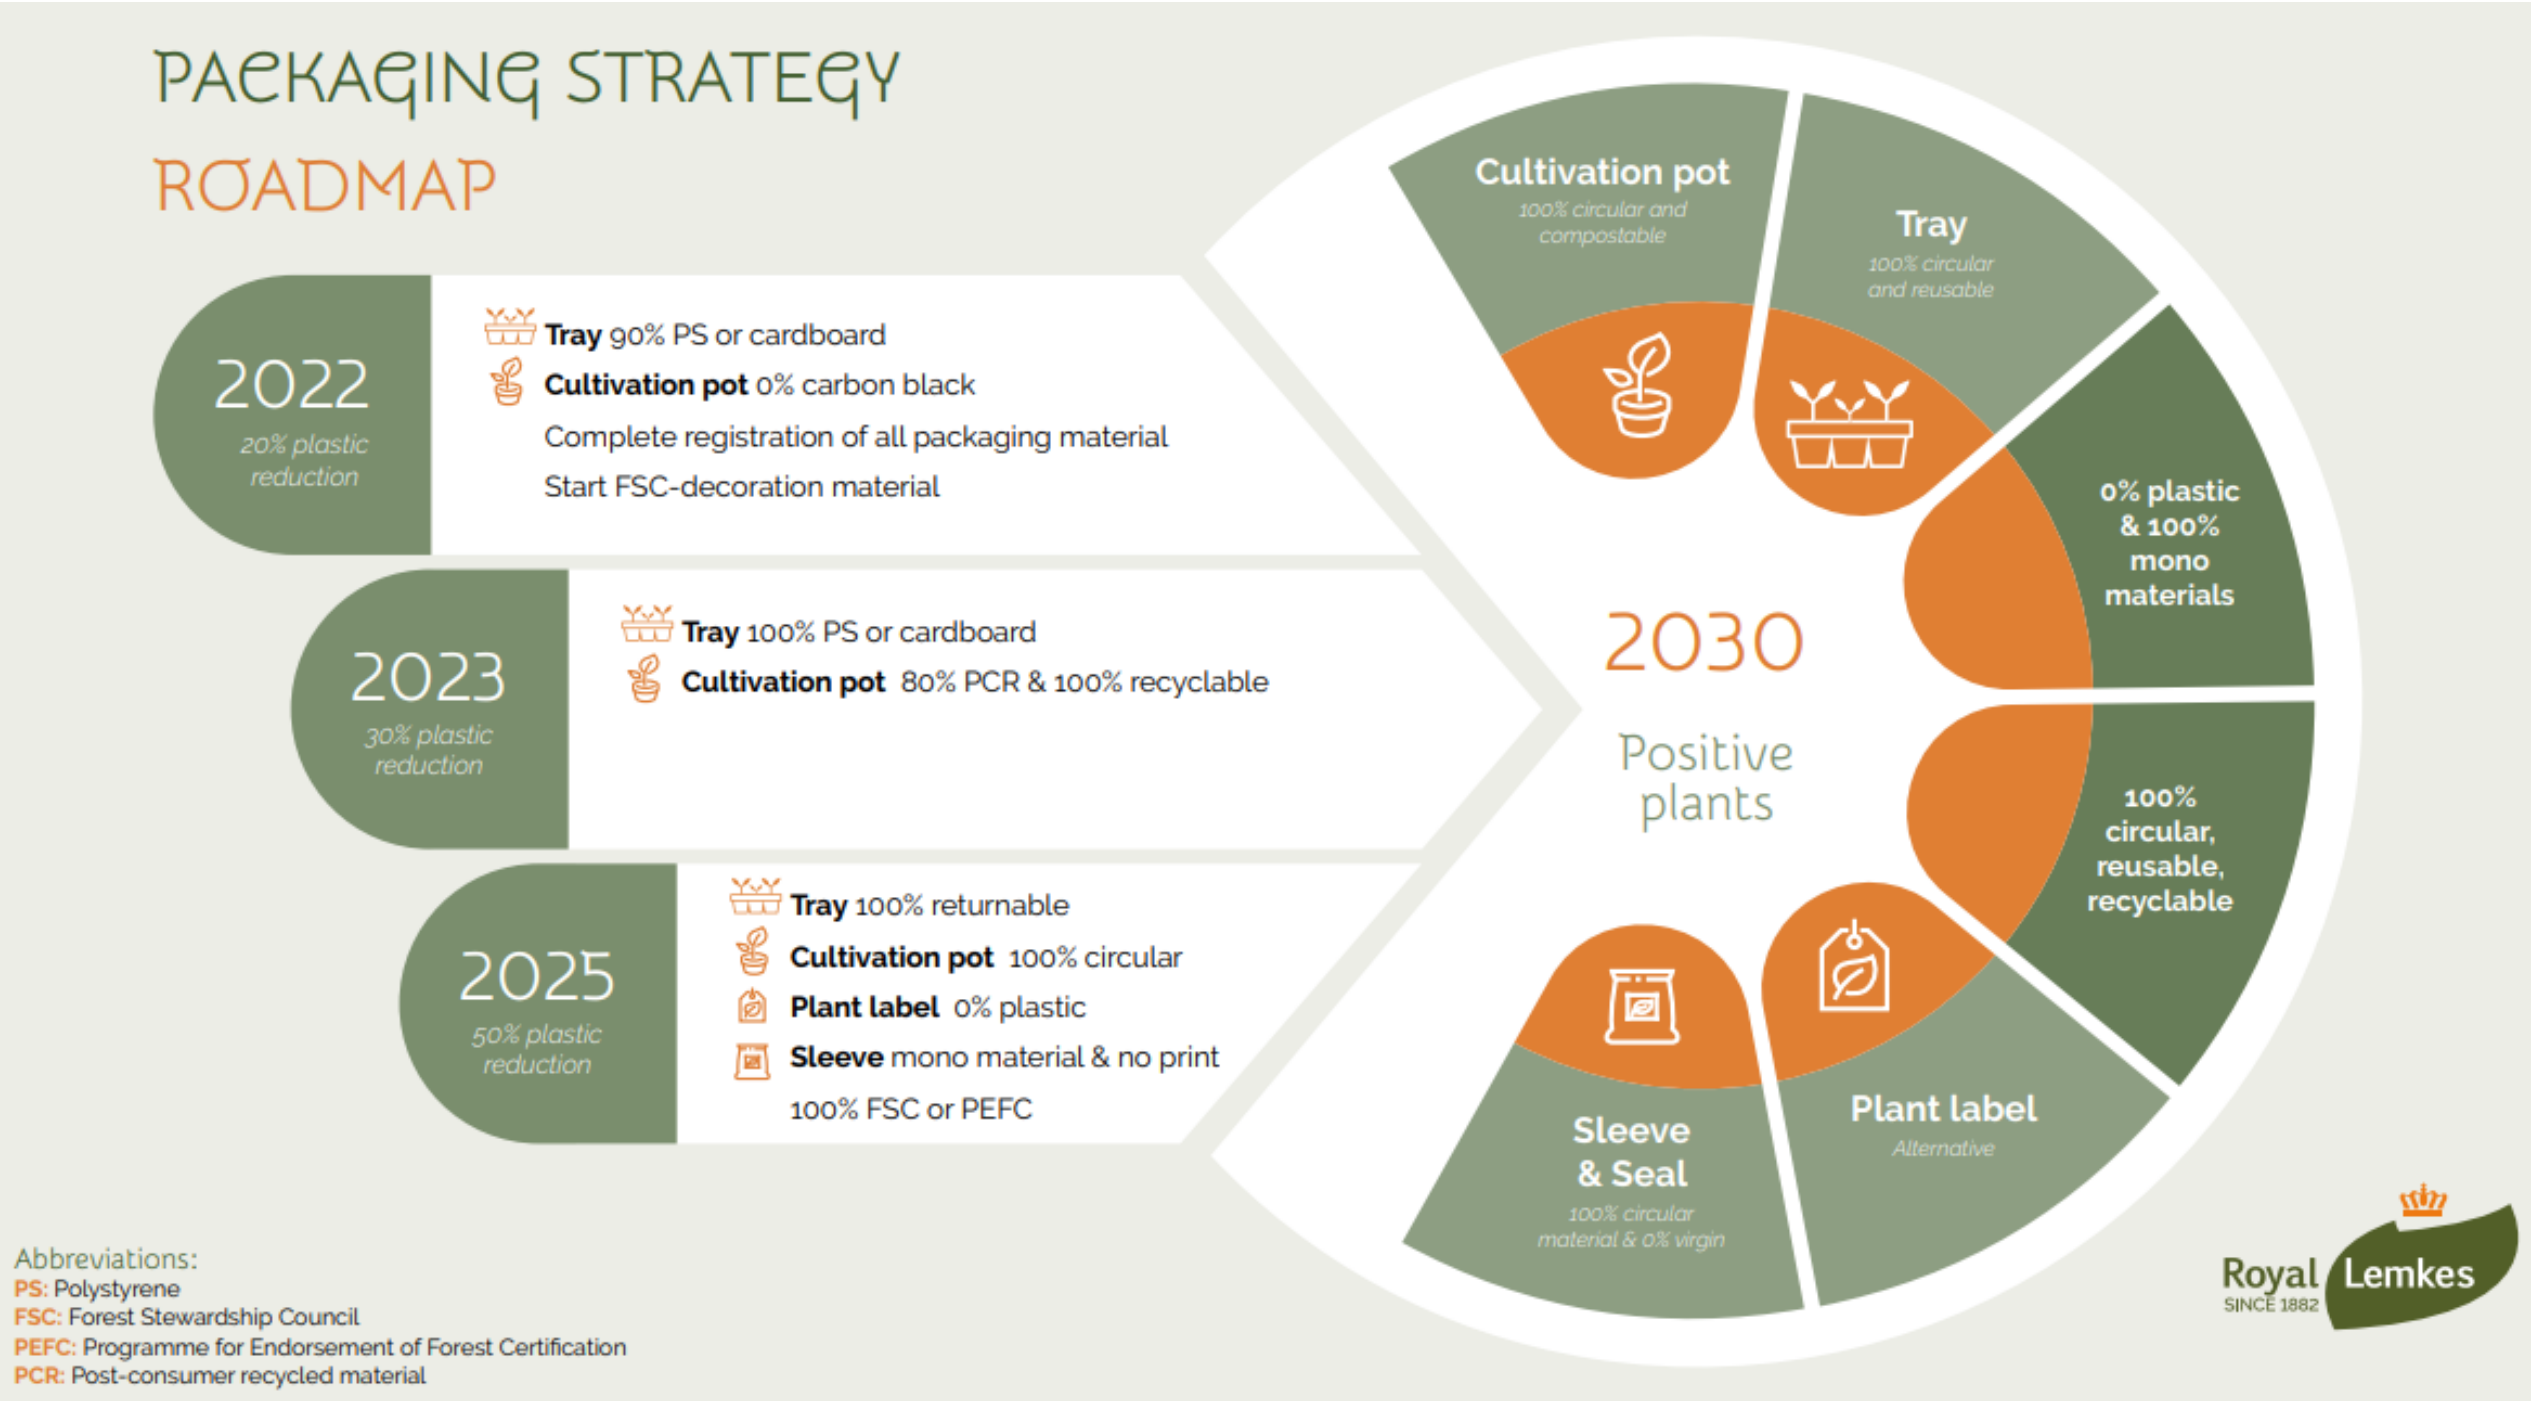 PACKAGING STRATEGY
ROADMAP
2022
20% plastic
reduction
Tray 90% PS or cardboard
Cultivation pot 0% carbon black
Complete registration of all packaging material
Start FSC-decoration material
2023
30% plastic
reduction
Tray 100% PS or cardboard
Cultivation pot 80% PCR & 100% recyclable
2025
50% plastic
reduction
Tray 100% returnable
Cultivation pot 100% circular
Plant label 0% plastic
Sleeve mono material & no print
100% FSC or PEFC
2030
Positive
plants
Cultivation pot
100% circular and
compostable
Tray
100% circular
and reusable
0% plastic
& 100%
mono
materials
100%
circular,
reusable,
recyclable
Plant label
Alternative
Sleeve
& Seal
100% circular
material & 0% virgin
Abbreviations:
PS: Polystyrene
FSC: Forest Stewardship Council
PEFC: Programme for Endorsement of Forest Certification
PCR: Post-consumer recycled material
Royal Lemkes
SINCE 1882